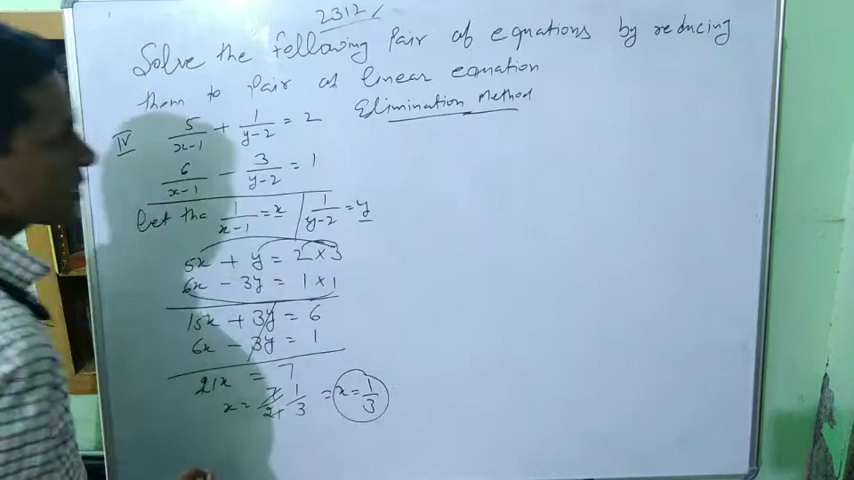 2312 ✓
Solve the following Pair of equations by reducing
them to Pair of linear equation
Elimination Method
IV 5/x-1 + 1/y-2 = 2
6/x-1 - 3/y-2 = 1
Let the 1/x-1 = x / 1/y-2 = y
5x + y = 2 × 3
6x - 3y = 1 × 1
15x + 3y = 6
6x - 3y = 1
21x = 7
x = 7/21 1/3 = x = 1/3